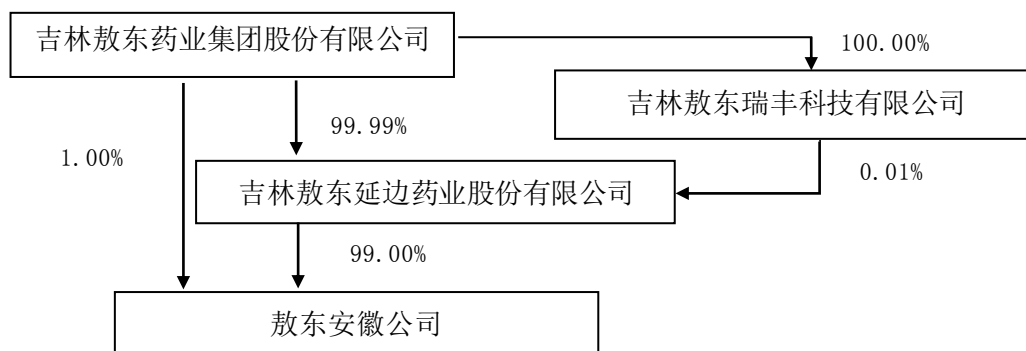 吉林敖东药业集团股份有限公司
100.00%
吉林敖东瑞丰科技有限公司
99.99%
1.00%
0.01%
吉林敖东延边药业股份有限公司
99.00%
敖东安徽公司